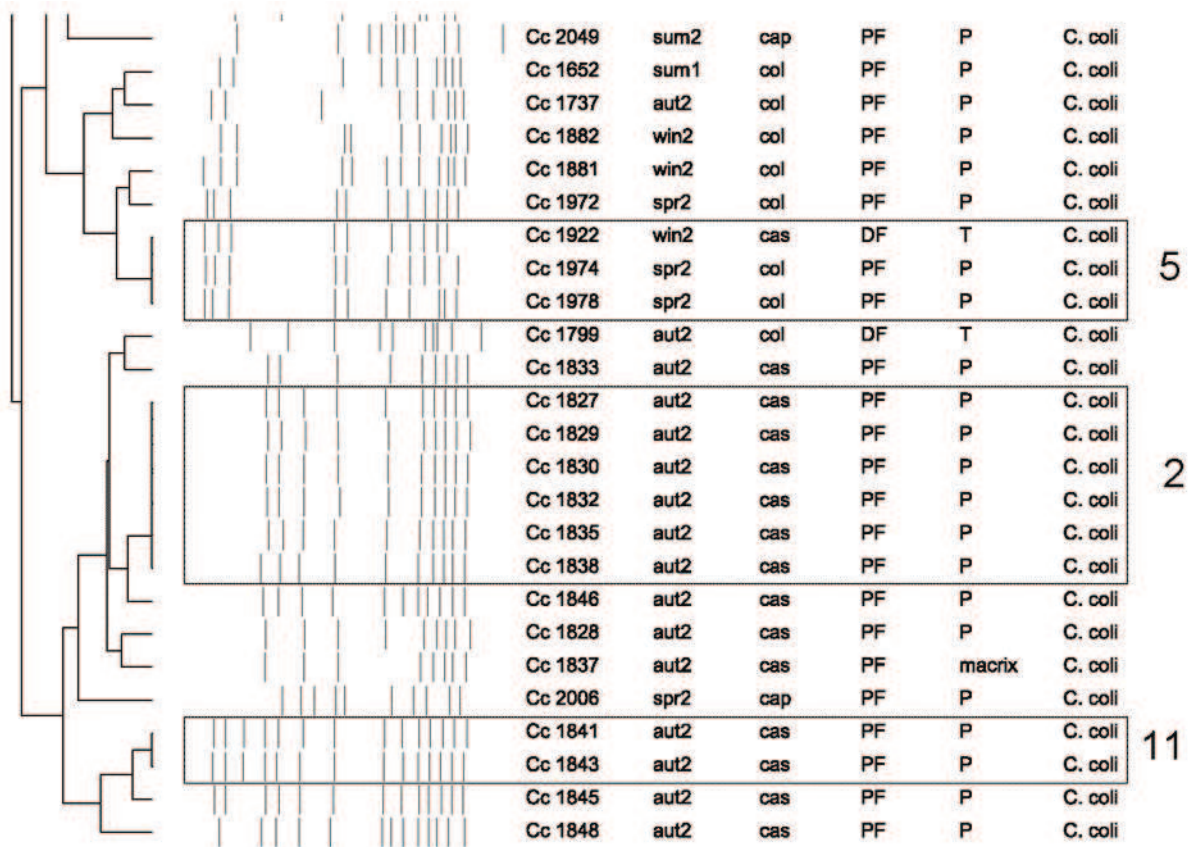 Cc 2049 sum2 cap PF P C. coli
Cc 1652 sum1 col PF P C. coli
Cc 1737 aut2 col PF P C. coli
Cc 1882 win2 col PF P C. coli
Cc 1881 win2 col PF P C. coli
Cc 1972 spr2 col PF P C. coli
Cc 1922 win2 cas DF T C. coli
Cc 1974 spr2 col PF P C. coli 5
Cc 1978 spr2 col PF P C. coli
Cc 1799 aut2 col DF T C. coli
Cc 1833 aut2 cas PF P C. coli
Cc 1827 aut2 cas PF P C. coli
Cc 1829 aut2 cas PF P C. coli
Cc 1830 aut2 cas PF P C. coli 2
Cc 1832 aut2 cas PF P C. coli
Cc 1835 aut2 cas PF P C. coli
Cc 1838 aut2 cas PF P C. coli
Cc 1846 aut2 cas PF P C. coli
Cc 1828 aut2 cas PF P C. coli
Cc 1837 aut2 cas PF macrix C. coli
Cc 2006 spr2 cap PF P C. coli
Cc 1841 aut2 cas PF P C. coli 11
Cc 1843 aut2 cas PF P C. coli
Cc 1845 aut2 cas PF P C. coli
Cc 1848 aut2 cas PF P C. coli